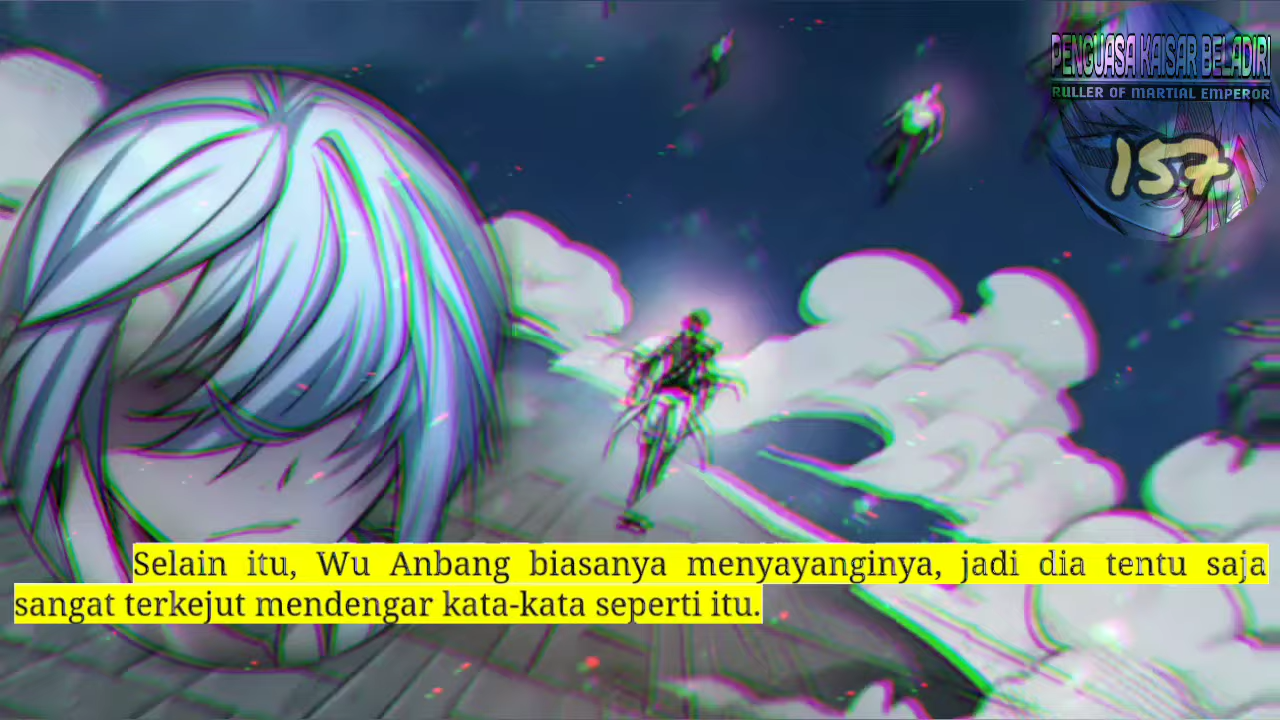 PENGUASA KAISAR BELADIRI
RULLER OF MARTIAL EMPEROR
157
Selain itu, Wu Anbang biasanya menyayanginya, jadi dia tentu saja
sangat terkejut mendengar kata-kata seperti itu.